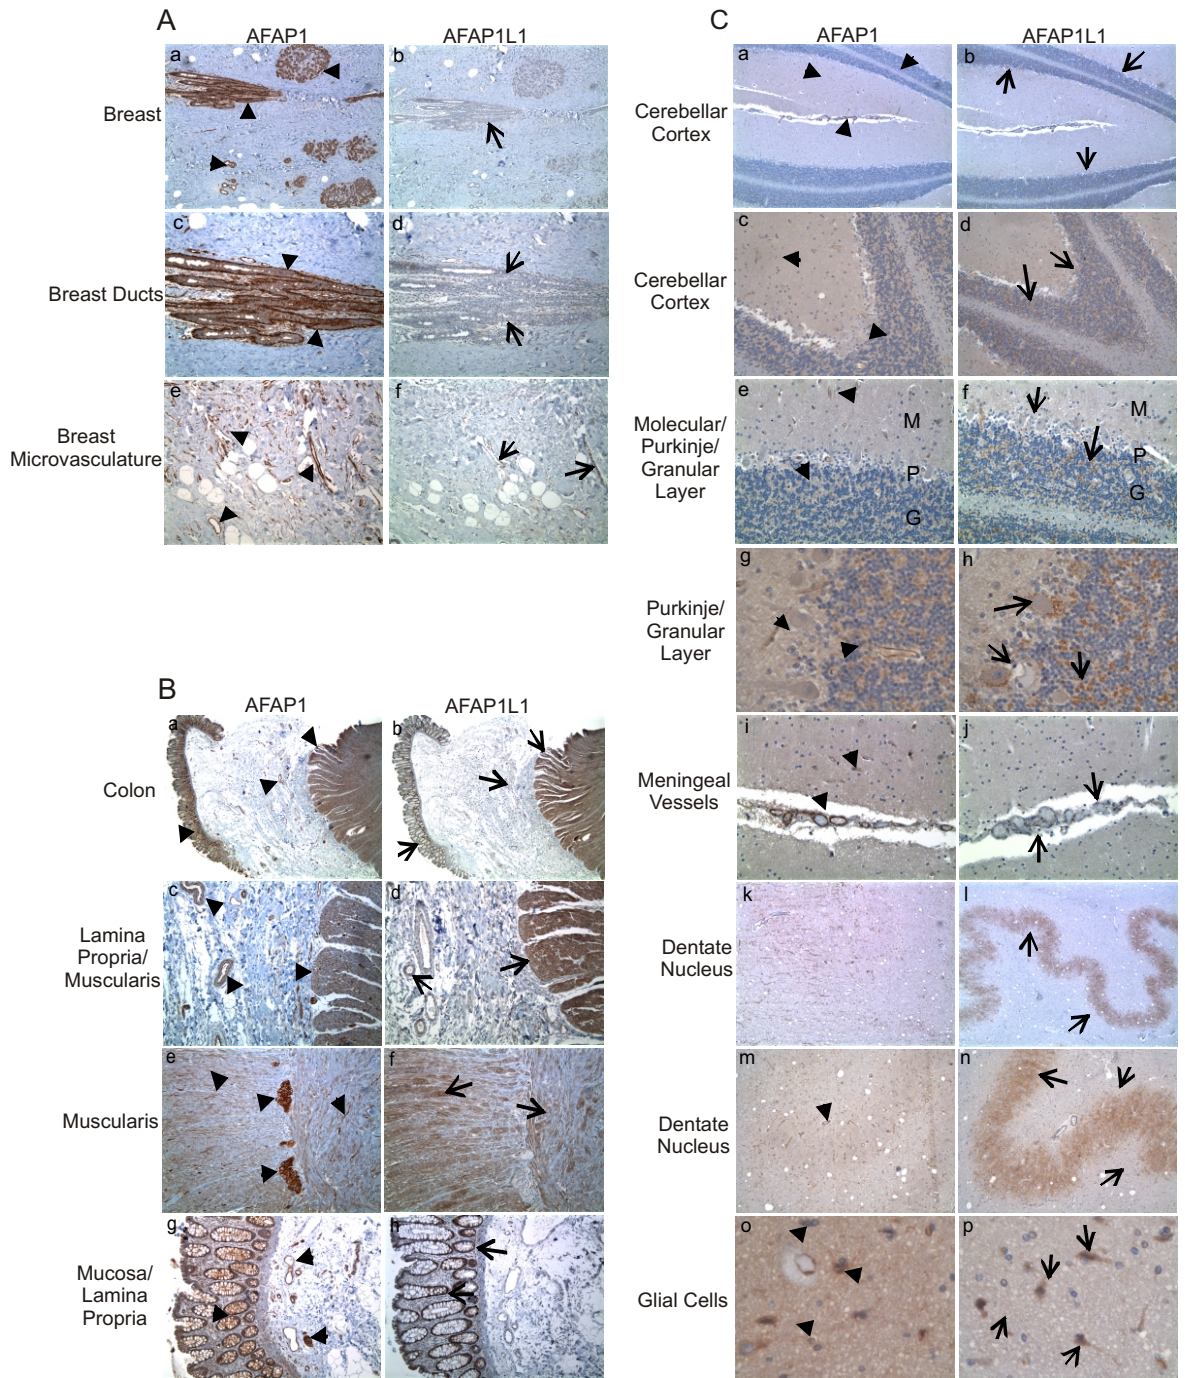 A
AFAP1
AFAP1L1
a
b
Breast
c
d
Breast Ducts
e
f
Breast
Microvasculature
B
AFAP1
AFAP1L1
a
b
Colon
c
d
Lamina
Propria/
Muscularis
e
f
Muscularis
g
h
Mucosa/
Lamina
Propria
C
AFAP1
AFAP1L1
a
b
Cerebellar
Cortex
c
d
Cerebellar
Cortex
e
f
M
M
Molecular/
Purkinje/
Granular
Layer
P
P
G
G
g
h
Purkinje/
Granular
Layer
i
j
Meningeal
Vessels
k
l
Dentate
Nucleus
m
n
Dentate
Nucleus
o
p
Glial Cells